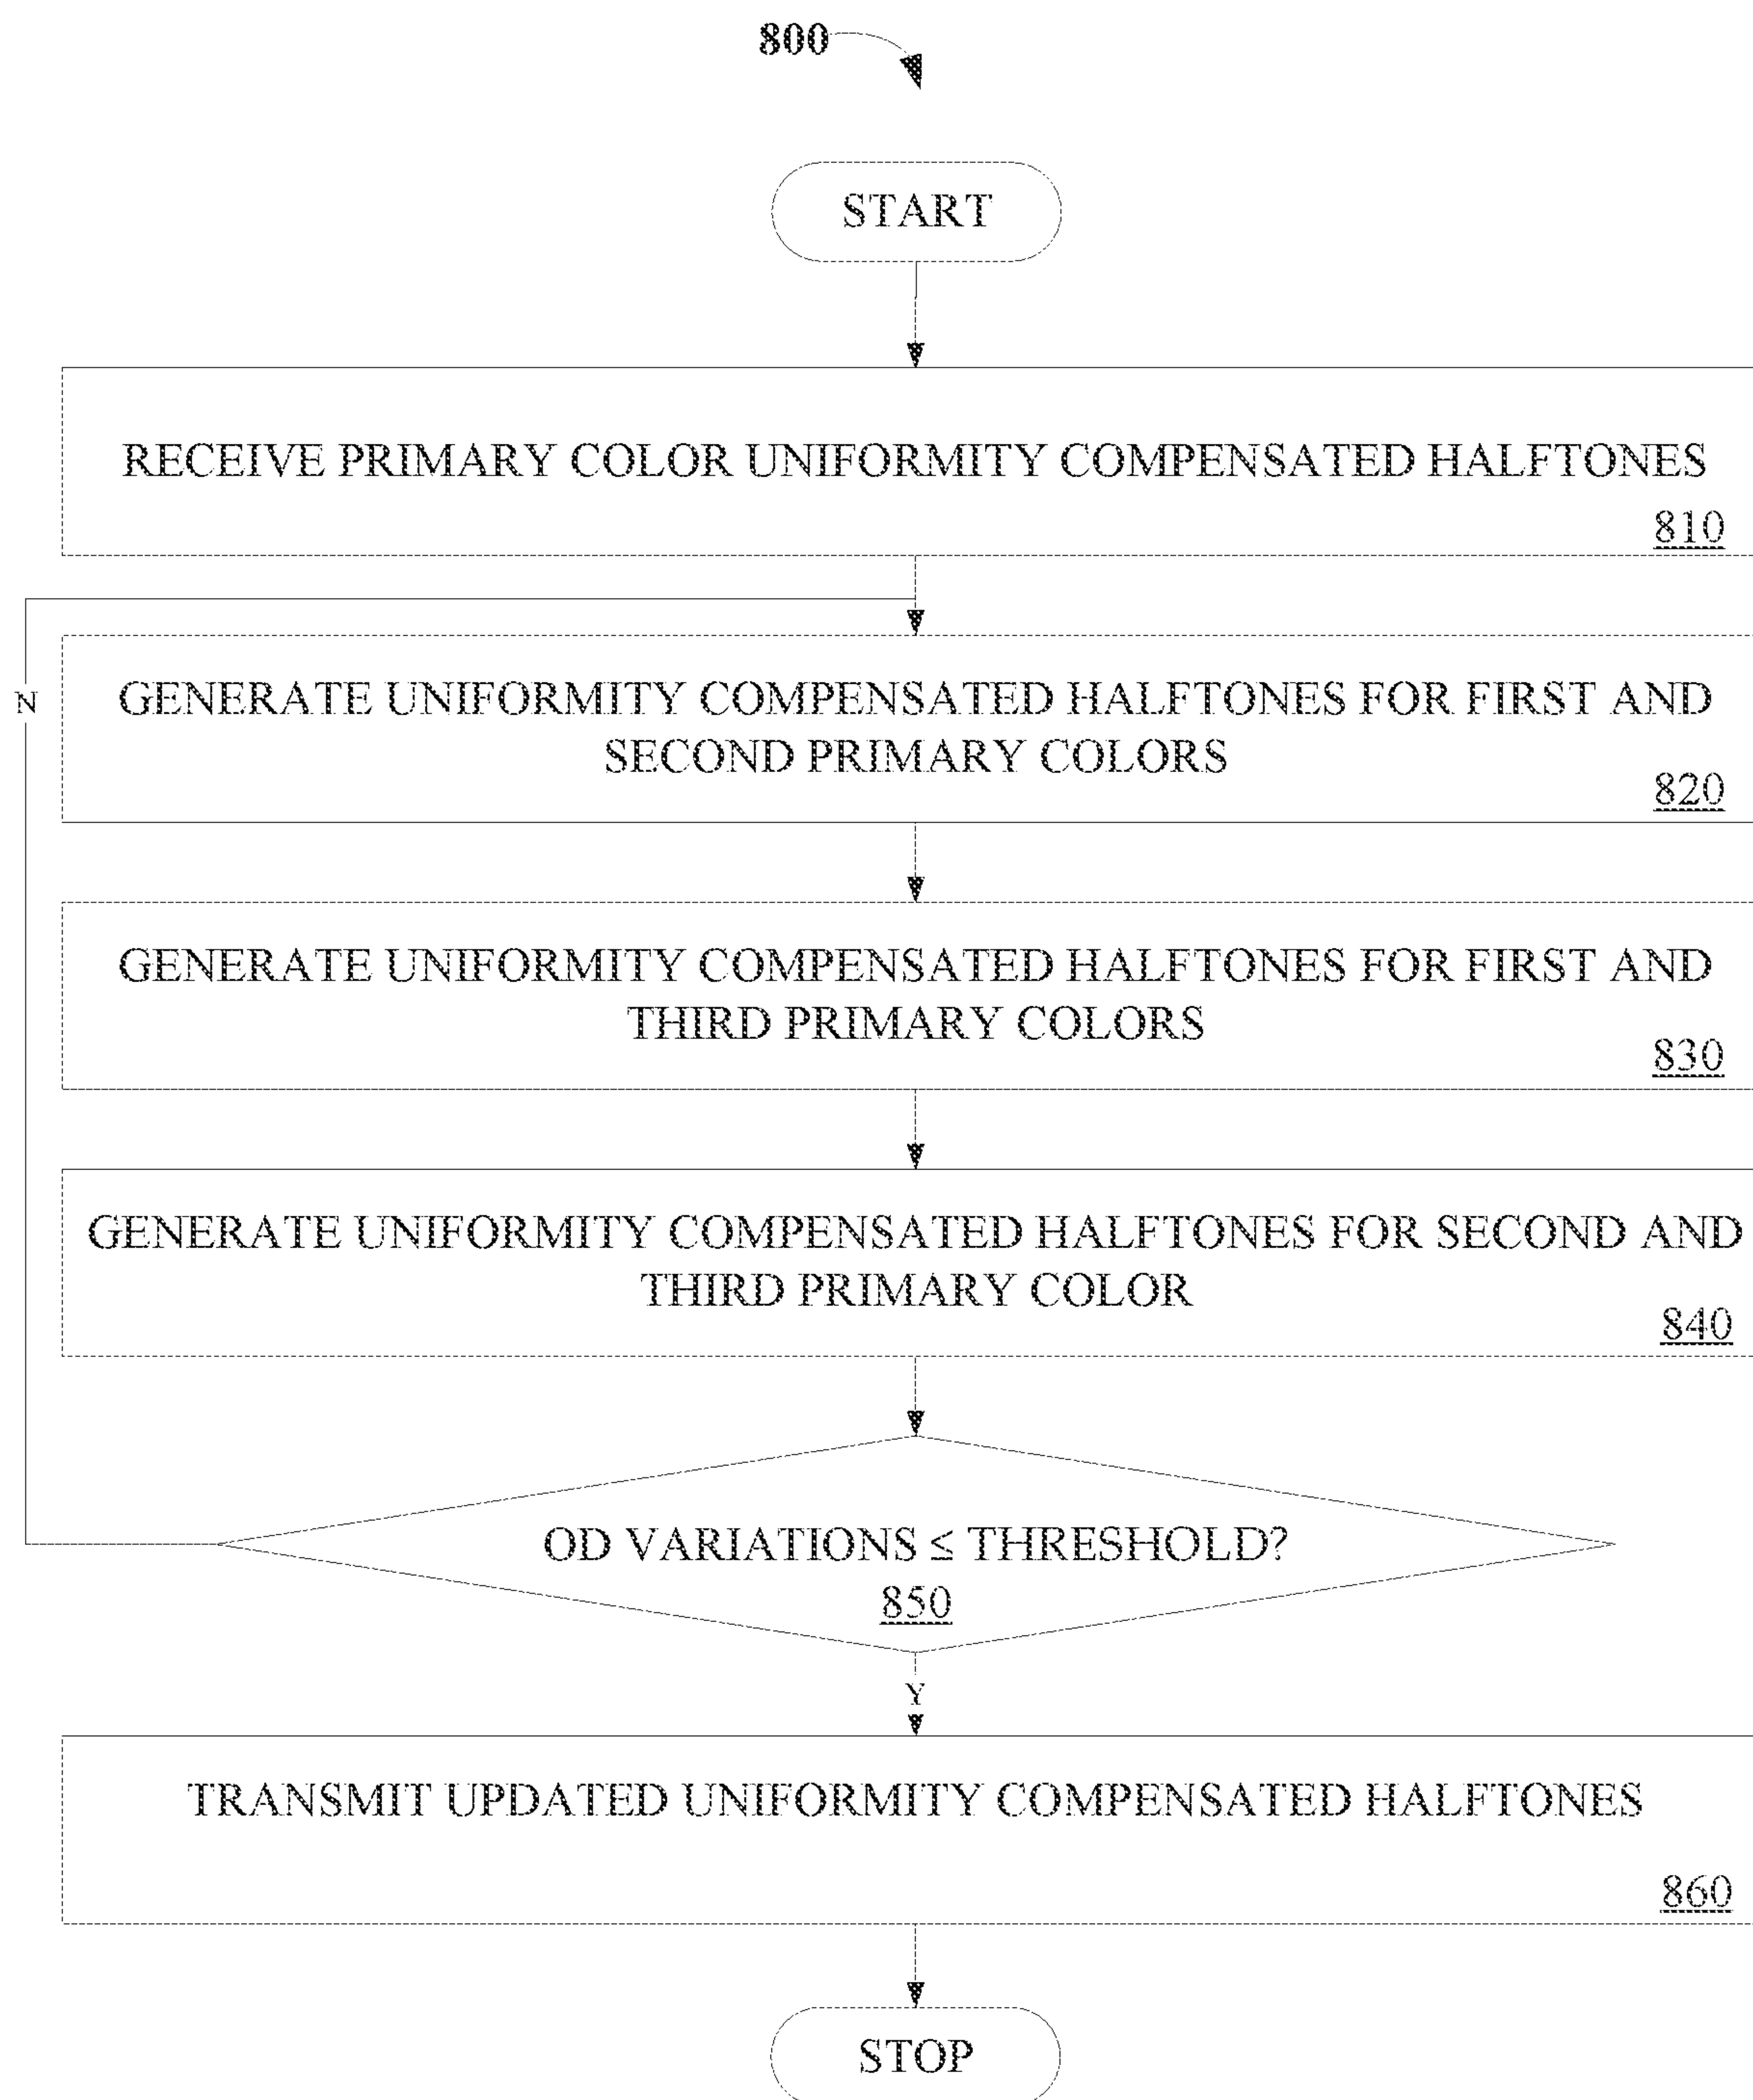 800
START
RECEIVE PRIMARY COLOR UNIFORMITY COMPENSATED HALFTONES
810
GENERATE UNIFORMITY COMPENSATED HALFTONES FOR FIRST AND
SECOND PRIMARY COLORS
820
N
GENERATE UNIFORMITY COMPENSATED HALFTONES FOR FIRST AND
THIRD PRIMARY COLORS
830
GENERATE UNIFORMITY COMPENSATED HALFTONES FOR SECOND AND
THIRD PRIMARY COLOR
840
OD VARIATIONS ≤ THRESHOLD?
850
Y
TRANSMIT UPDATED UNIFORMITY COMPENSATED HALFTONES
860
STOP